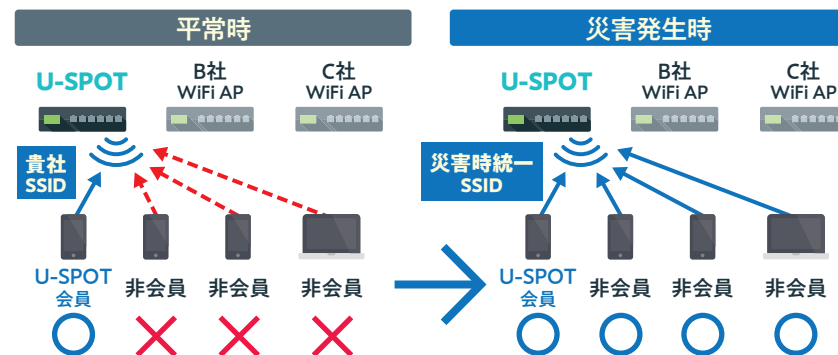 平常時
U-SPOT
B社
WiFi AP
C社
WiFi AP
貴社
SSID
U-SPOT
会員
非会員
非会員
非会員
災害発生時
U-SPOT
B社
WiFi AP
C社
WiFi AP
災害時統一
SSID
U-SPOT
会員
非会員
非会員
非会員